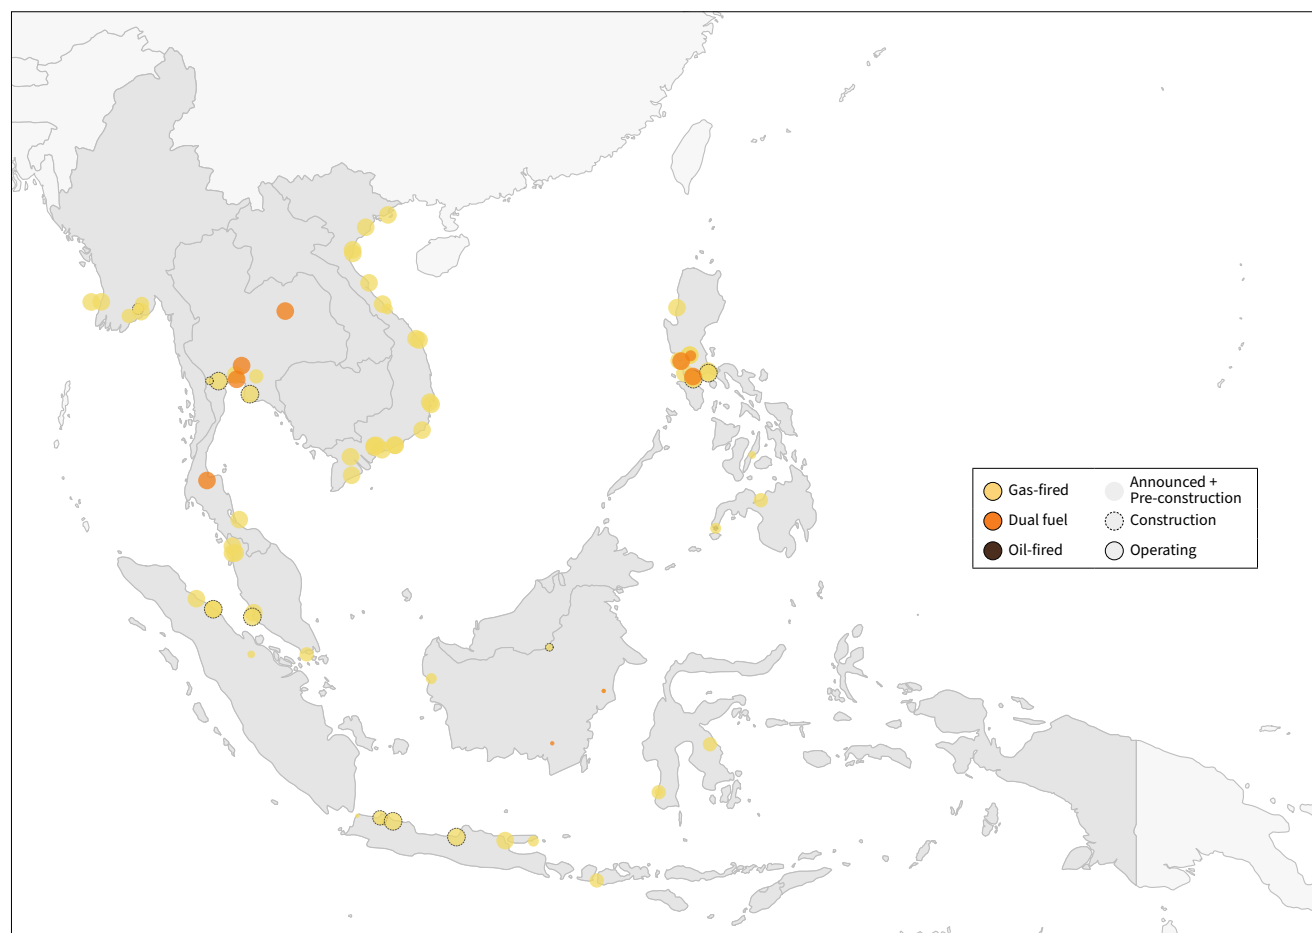 Gas-fired
Dual fuel
Oil-fired
Announced +
Pre-construction
Construction
Operating